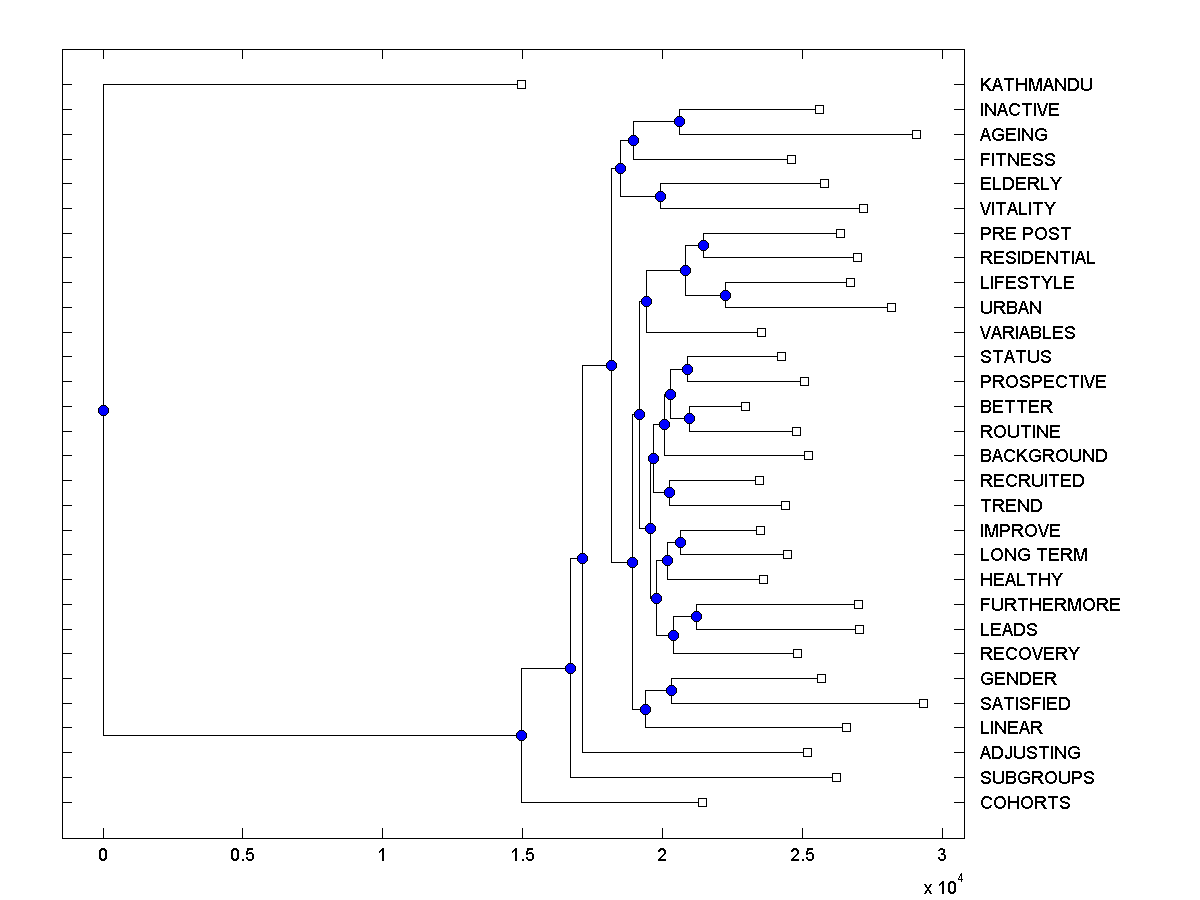 KATHMANDU
INACTIVE
AGEING
FITNESS
ELDERLY
VITALITY
PRE POST
RESIDENTIAL
LIFESTYLE
URBAN
VARIABLES
STATUS
PROSPECTIVE
BETTER
ROUTINE
BACKGROUND
RECRUITED
TREND
IMPROVE
LONG TERM
HEALTHY
FURTHERMORE
LEADS
RECOVERY
GENDER
SATISFIED
LINEAR
ADJUSTING
SUBGROUPS
COHORTS
0 0.5 1 1.5 2 2.5 3
x 10^4